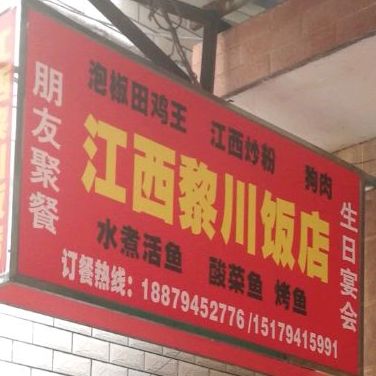 朋友聚餐
泡椒田鸡王 江西炒粉 狗肉
江西黎川饭店
水煮活鱼 酸菜鱼 烤鱼
订餐热线：18879452776/15179415991
生日宴会